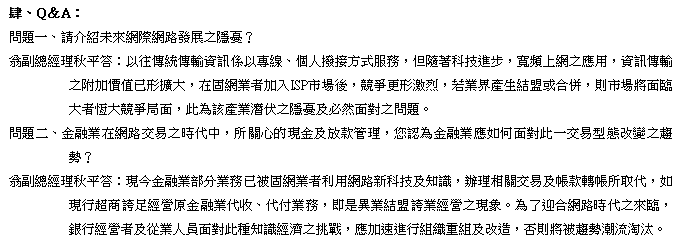 肆、Q&A：
問題一、請介紹未來網際網路發展之隱憂？
翁副總經理秋平答：以往傳統傳輸資訊係以專線、個人撥接方式服務，但隨著科技進步，寬頻上網之應用，資訊傳輸
之附加價值已形擴大，在固網業者加入ISP市場後，競爭更形激烈，若業界產生結盟或合併，則市場將面臨
大者恆大競爭局面，此為該產業潛伏之隱憂及必然面對之問題。
問題二、金融業在網路交易之時代中，所關心的現金及放款管理，您認為金融業應如何面對此一交易型態改變之趨
勢？
翁副總經理秋平答：現今金融業部分業務已被固網業者利用網路新科技及知識，辦理相關交易及帳款轉帳所取代，如
現行超商誇足經營原金融業代收、代付業務，即是異業結盟誇業經營之現象。為了迎合網路時代之來臨，
銀行經營者及從業人員面對此種知識經濟之挑戰，應加速進行組織重組及改造，否則將被趨勢潮流淘汰。